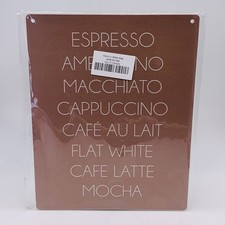 ESPRESSO
MACCHIATO
CAPPUCCINO
CAFÉ AU LAIT
FLAT WHITE
CAFE LATTE
MOCHA